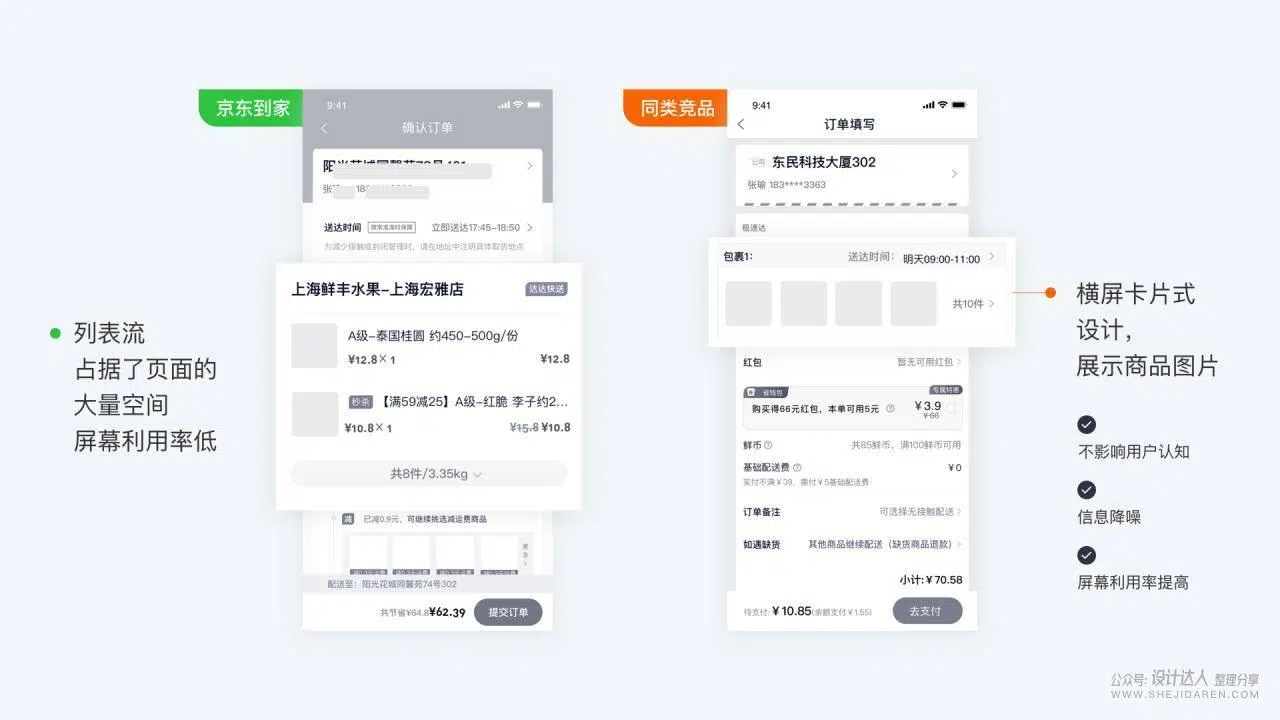 京东到家
9:41
确认订单
送达时间
立即送达17:45-18:50
为减少接触或封闭管理时，请在地址中注明具体取货地点
上海鲜丰水果-上海宏雅店
达达快送
A级-泰国桂圆 约450-500g/份
¥12.8× 1 ¥12.8
秒杀 【满59减25】A级-红脆 李子约2...
¥10.8× 1 ¥15.8 ¥10.8
共8件/3.35kg
减 已减0.9元，可继续挑选减运费商品
更多
配送至：阳光花城同馨苑74号302
共节省¥64.8 ¥62.39 提交订单
列表流
占据了页面的
大量空间
屏幕利用率低
同类竞品
9:41
订单填写
公司 东民科技大厦302
张瑜 183****3363
极速达
包裹1： 送达时间： 明天09:00-11:00
共10件
红包 暂无可用红包
省钱包 专属特惠
购买得66元红包，本单可用5元 ¥3.9
¥66
鲜币 共85鲜币，满100鲜币可用
基础配送费 ¥0
实付不满¥39，需付¥5基础配送费
订单备注 可选择无接触配送
如遇缺货 其他商品继续配送（缺货商品退款）
小计：¥70.58
待支付：¥10.85(余额支付¥1.55) 去支付
横屏卡片式
设计，
展示商品图片
不影响用户认知
信息降噪
屏幕利用率提高
公众号: 设计达人 整理分享
WWW.SHEJIDAREN.COM